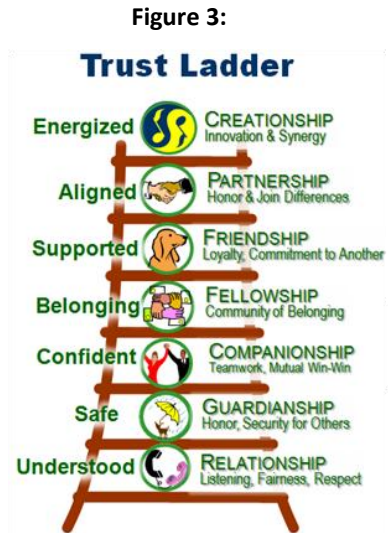 Figure 3:
Trust Ladder
Energized
CREATIONSHIP
Innovation & Synergy
Aligned
PARTNERSHIP
Honor & Join Differences
Supported
FRIENDSHIP
Loyalty, Commitment to Another
Belonging
FELLOWSHIP
Community of Belonging
Confident
COMPANIONSHIP
Teamwork, Mutual Win-Win
Safe
GUARDIANSHIP
Honor, Security for Others
Understood
RELATIONSHIP
Listening, Fairness, Respect